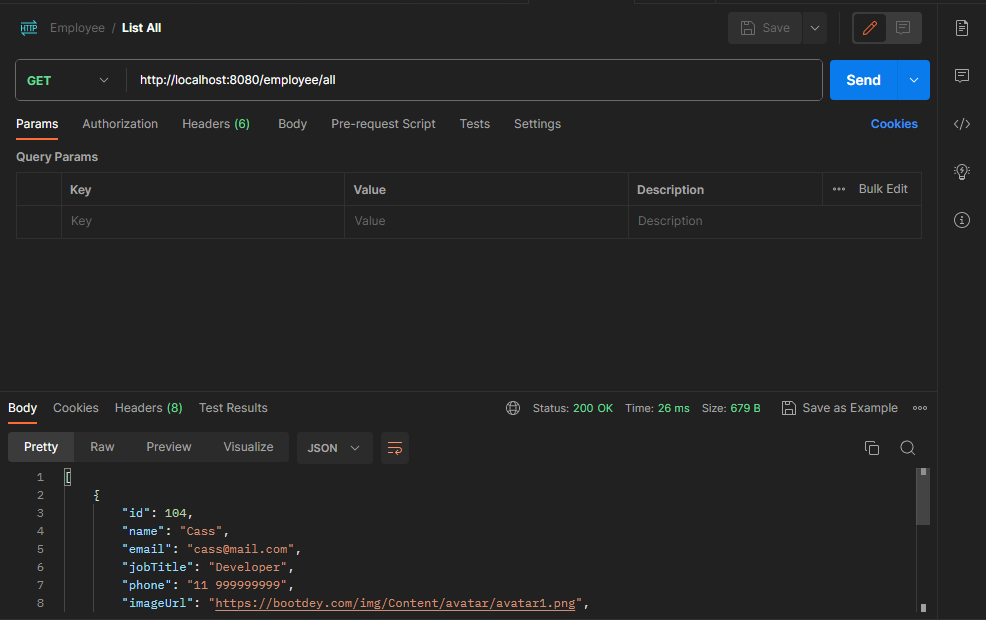 HTTP Employee / List All Save
GET http://localhost:8080/employee/all Send
Params Authorization Headers (6) Body Pre-request Script Tests Settings Cookies
Query Params
Key Value Description ••• Bulk Edit
Key Value Description
Body Cookies Headers (8) Test Results Status: 200 OK Time: 26 ms Size: 679 B Save as Example
Pretty Raw Preview Visualize JSON
1 [
2 {
3 "id": 104,
4 "name": "Cass",
5 "email": "cass@mail.com",
6 "jobTitle": "Developer",
7 "phone": "11 999999999",
8 "imageUrl": "https://bootdey.com/img/Content/avatar/avatar1.png",